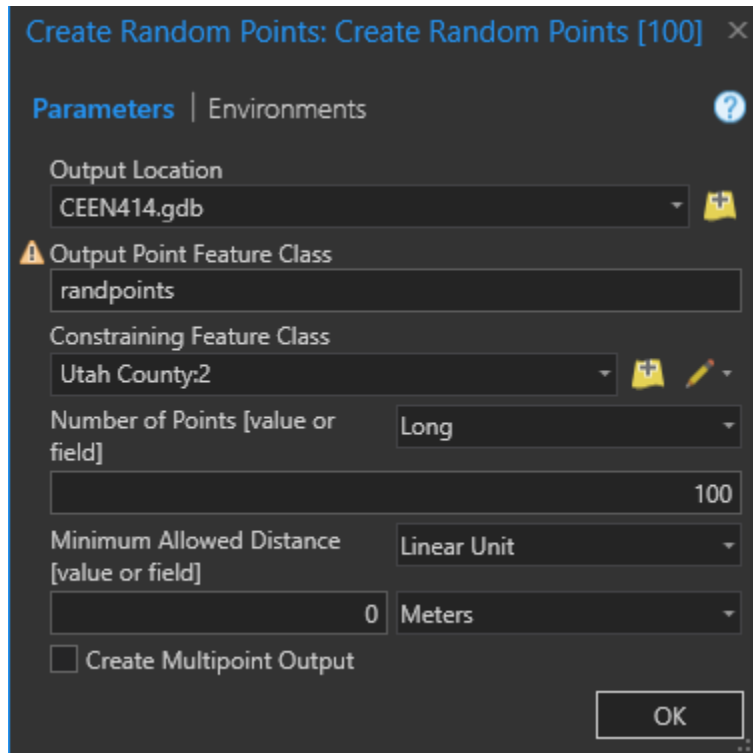 Create Random Points: Create Random Points [100]
Parameters | Environments
Output Location
CEEN414.gdb
Output Point Feature Class
randpoints
Constraining Feature Class
Utah County:2
Number of Points [value or
field]
Long
100
Minimum Allowed Distance
[value or field]
Linear Unit
0
Meters
Create Multipoint Output
OK